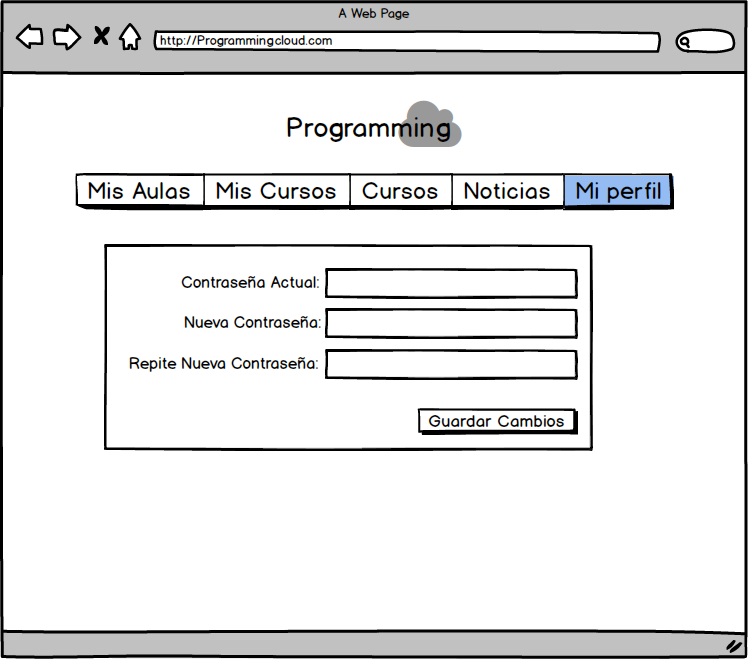 A Web Page
http://Programmingcloud.com
Programming
Mis Aulas Mis Cursos Cursos Noticias Mi perfil
Contraseña Actual:
Nueva Contraseña:
Repite Nueva Contraseña:
Guardar Cambios